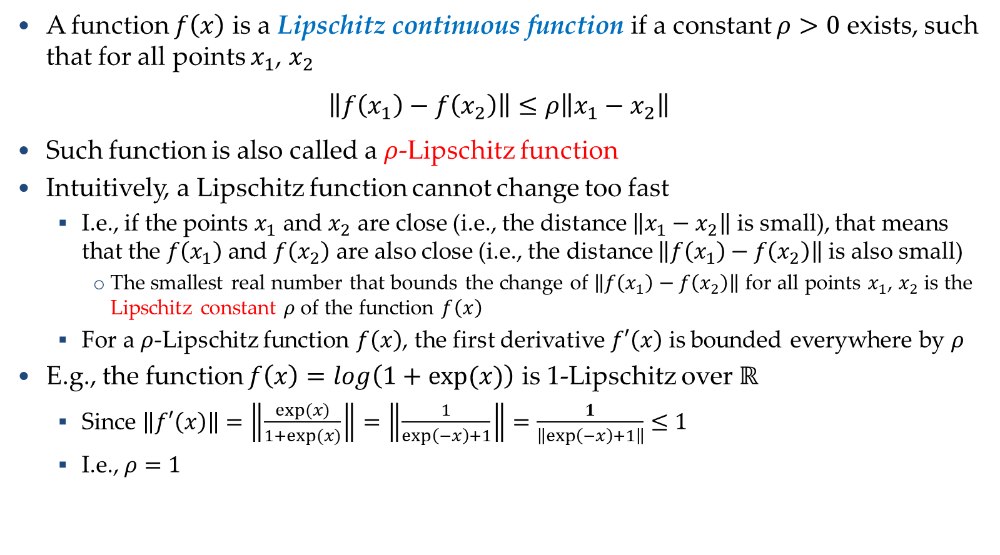 • A function f(x) is a Lipschitz continuous function if a constant ρ > 0 exists, such
that for all points x₁, x₂
‖f(x₁) − f(x₂)‖ ≤ ρ‖x₁ − x₂‖
• Such function is also called a ρ-Lipschitz function
• Intuitively, a Lipschitz function cannot change too fast
▪ I.e., if the points x₁ and x₂ are close (i.e., the distance ‖x₁ − x₂‖ is small), that means
that the f(x₁) and f(x₂) are also close (i.e., the distance ‖f(x₁) − f(x₂)‖ is also small)
○ The smallest real number that bounds the change of ‖f(x₁) − f(x₂)‖ for all points x₁, x₂ is the
Lipschitz constant ρ of the function f(x)
▪ For a ρ-Lipschitz function f(x), the first derivative f′(x) is bounded everywhere by ρ
• E.g., the function f(x) = log(1 + exp(x)) is 1-Lipschitz over ℝ
▪ Since ‖f′(x)‖ = ‖exp(x)/(1+exp(x))‖ = ‖1/(exp(−x)+1)‖ = 1/‖exp(−x)+1‖ ≤ 1
▪ I.e., ρ = 1